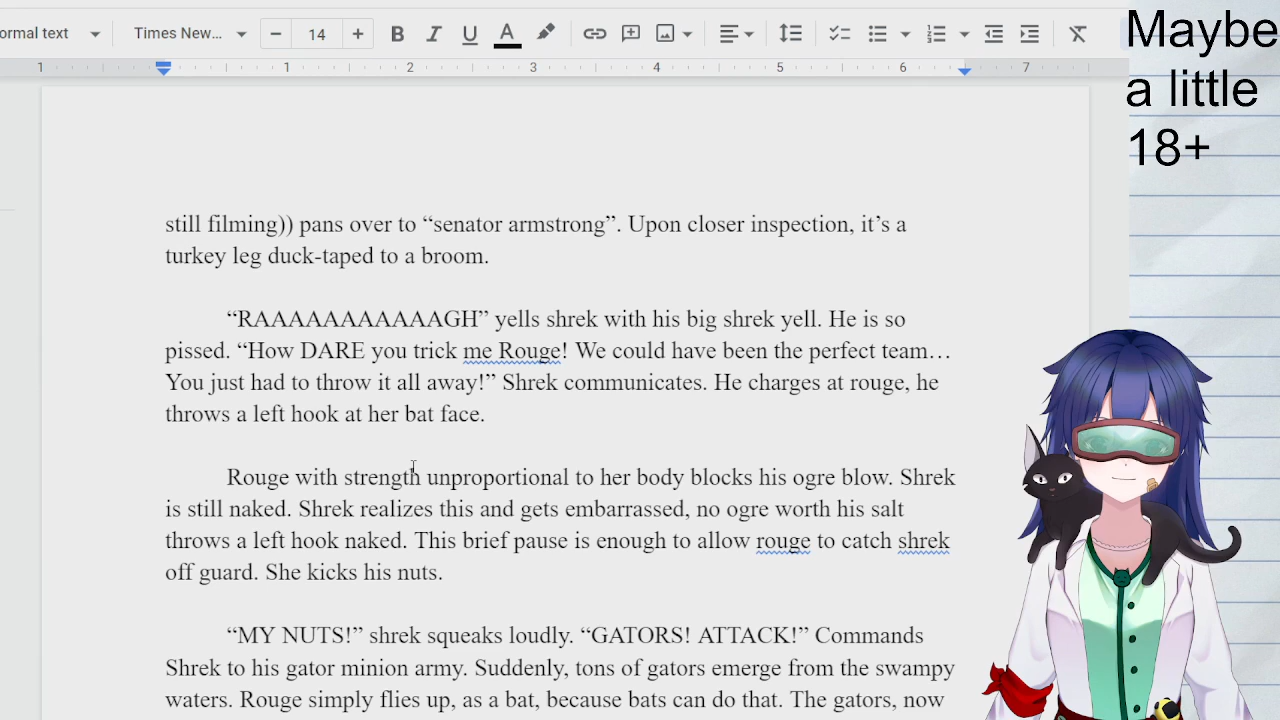 ormal text
Times New...
14
B I U A
1 1 2 3 4 5 6 7
Maybe
a little
18+
still filming)) pans over to “senator armstrong”. Upon closer inspection, it’s a
turkey leg duck-taped to a broom.
“RAAAAAAAAAAAGH” yells shrek with his big shrek yell. He is so
pissed. “How DARE you trick me Rouge! We could have been the perfect team…
You just had to throw it all away!” Shrek communicates. He charges at rouge, he
throws a left hook at her bat face.
Rouge with strength unproportional to her body blocks his ogre blow. Shrek
is still naked. Shrek realizes this and gets embarrassed, no ogre worth his salt
throws a left hook naked. This brief pause is enough to allow rouge to catch shrek
off guard. She kicks his nuts.
“MY NUTS!” shrek squeaks loudly. “GATORS! ATTACK!” Commands
Shrek to his gator minion army. Suddenly, tons of gators emerge from the swampy
waters. Rouge simply flies up, as a bat, because bats can do that. The gators, now